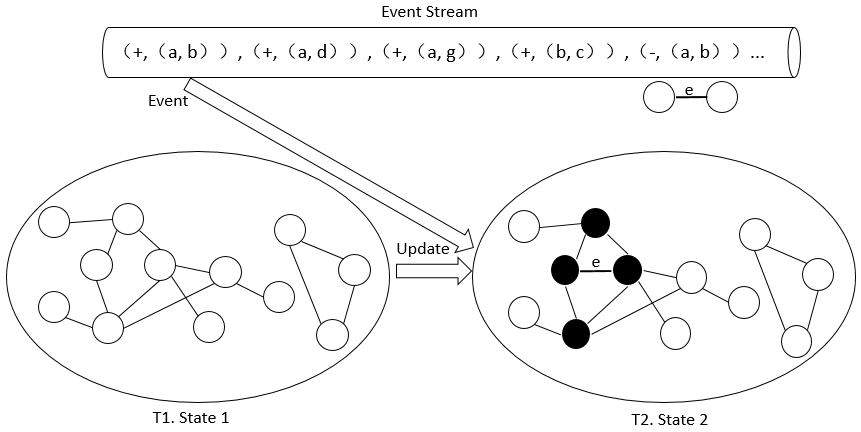 Event Stream
（+,（a, b）），（+,（a, d）），（+,（a, g）），（+,（b, c）），（-,（a, b））...
e
Event
Update
e
T1. State 1
T2. State 2